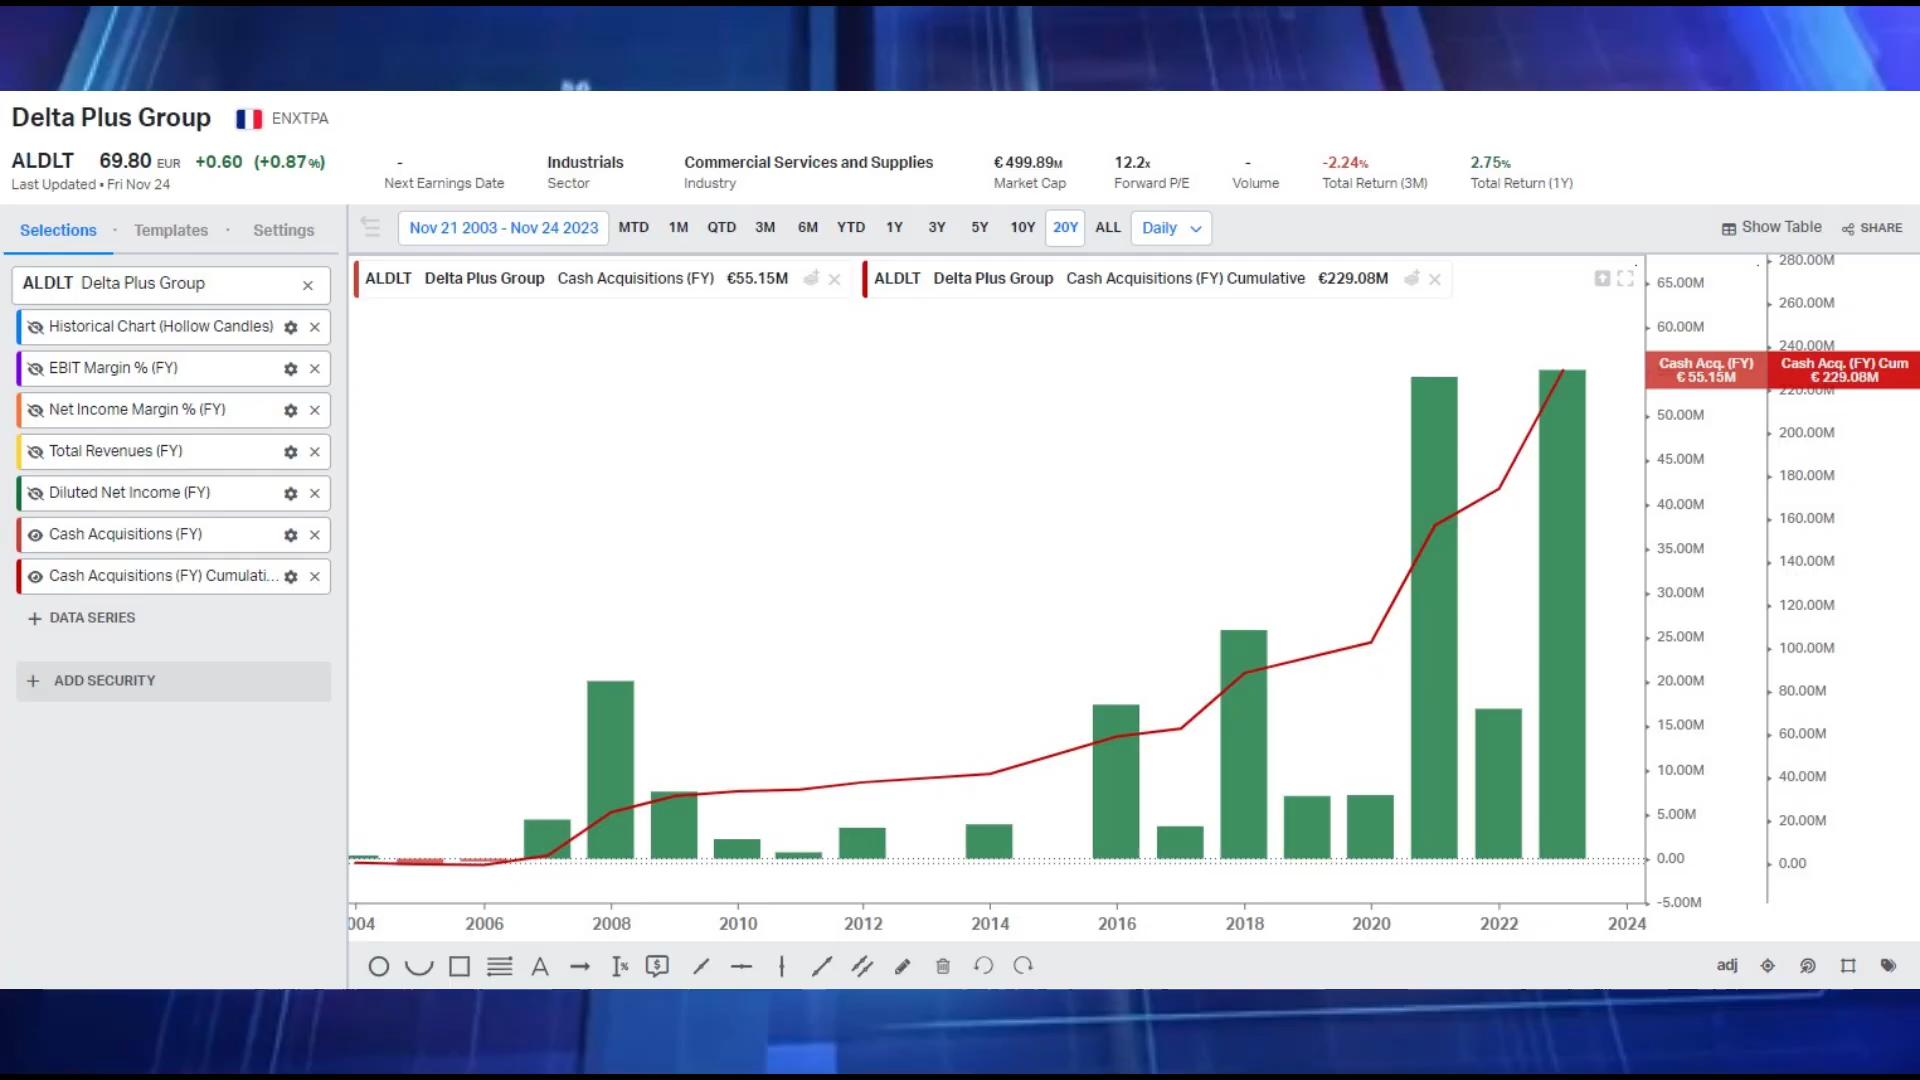 Delta Plus Group ENXTPA
ALDLT 69.80 EUR +0.60 (+0.87%)
Last Updated • Fri Nov 24
-
Next Earnings Date
Industrials
Sector
Commercial Services and Supplies
Industry
€499.89M
Market Cap
12.2x
Forward P/E
-
Volume
-2.24%
Total Return (3M)
2.75%
Total Return (1Y)
Selections · Templates · Settings
Nov 21 2003 - Nov 24 2023 MTD 1M QTD 3M 6M YTD 1Y 3Y 5Y 10Y 20Y ALL Daily
Show Table SHARE
ALDLT Delta Plus Group
Historical Chart (Hollow Candles)
EBIT Margin % (FY)
Net Income Margin % (FY)
Total Revenues (FY)
Diluted Net Income (FY)
Cash Acquisitions (FY)
Cash Acquisitions (FY) Cumulati...
+ DATA SERIES
+ ADD SECURITY
ALDLT Delta Plus Group Cash Acquisitions (FY) €55.15M
ALDLT Delta Plus Group Cash Acquisitions (FY) Cumulative €229.08M
65.00M
60.00M
Cash Acq. (FY)
€ 55.15M
50.00M
45.00M
40.00M
35.00M
30.00M
25.00M
20.00M
15.00M
10.00M
5.00M
0.00
-5.00M
280.00M
260.00M
240.00M
Cash Acq. (FY) Cum
€ 229.08M
220.00M
200.00M
180.00M
160.00M
140.00M
120.00M
100.00M
80.00M
60.00M
40.00M
20.00M
0.00
004 2006 2008 2010 2012 2014 2016 2018 2020 2022 2024
A
%
$
adj